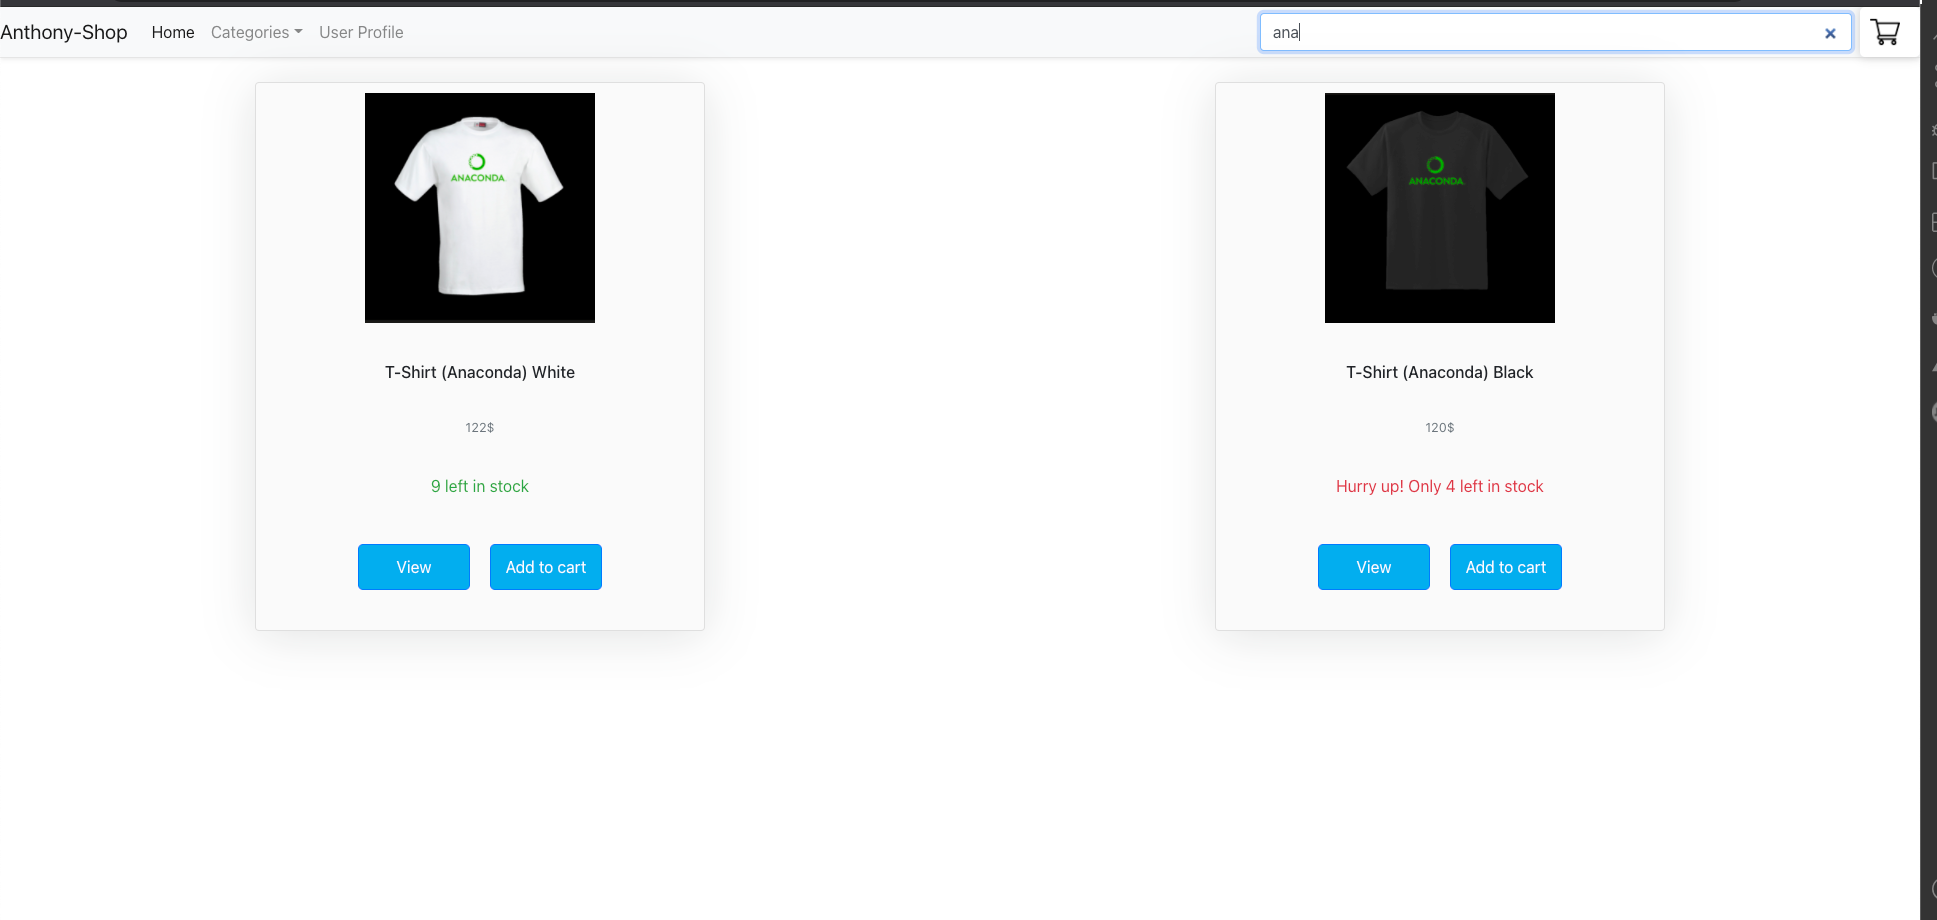 Anthony-Shop Home Categories User Profile ana
ANACONDA
ANACONDA
T-Shirt (Anaconda) White
122$
9 left in stock
View Add to cart
T-Shirt (Anaconda) Black
120$
Hurry up! Only 4 left in stock
View Add to cart